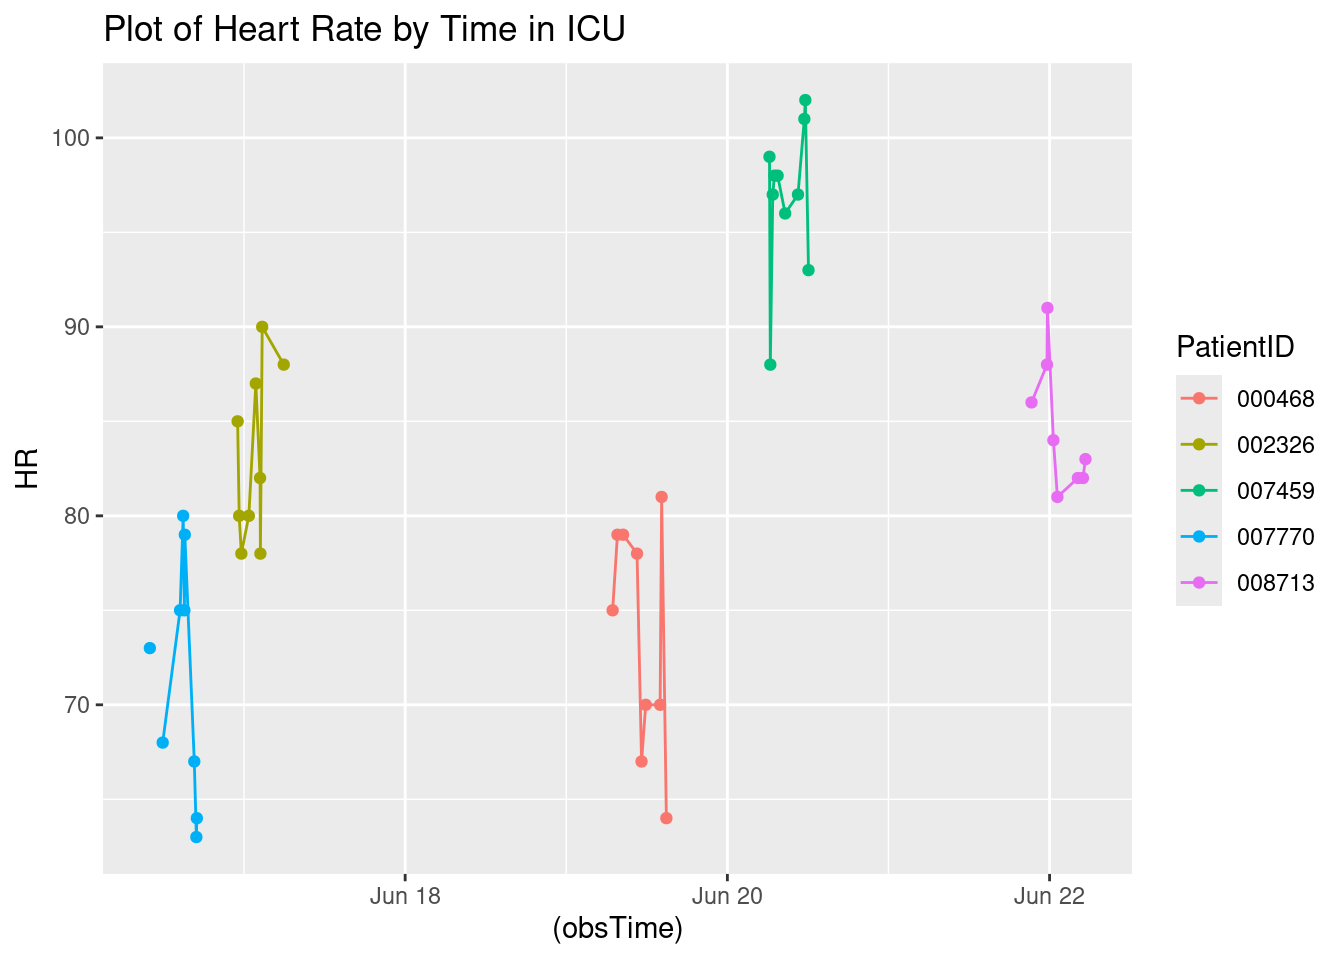 Plot of Heart Rate by Time in ICU
100
90
80
70
HR
Jun 18
Jun 20
Jun 22
(obsTime)
PatientID
000468
002326
007459
007770
008713